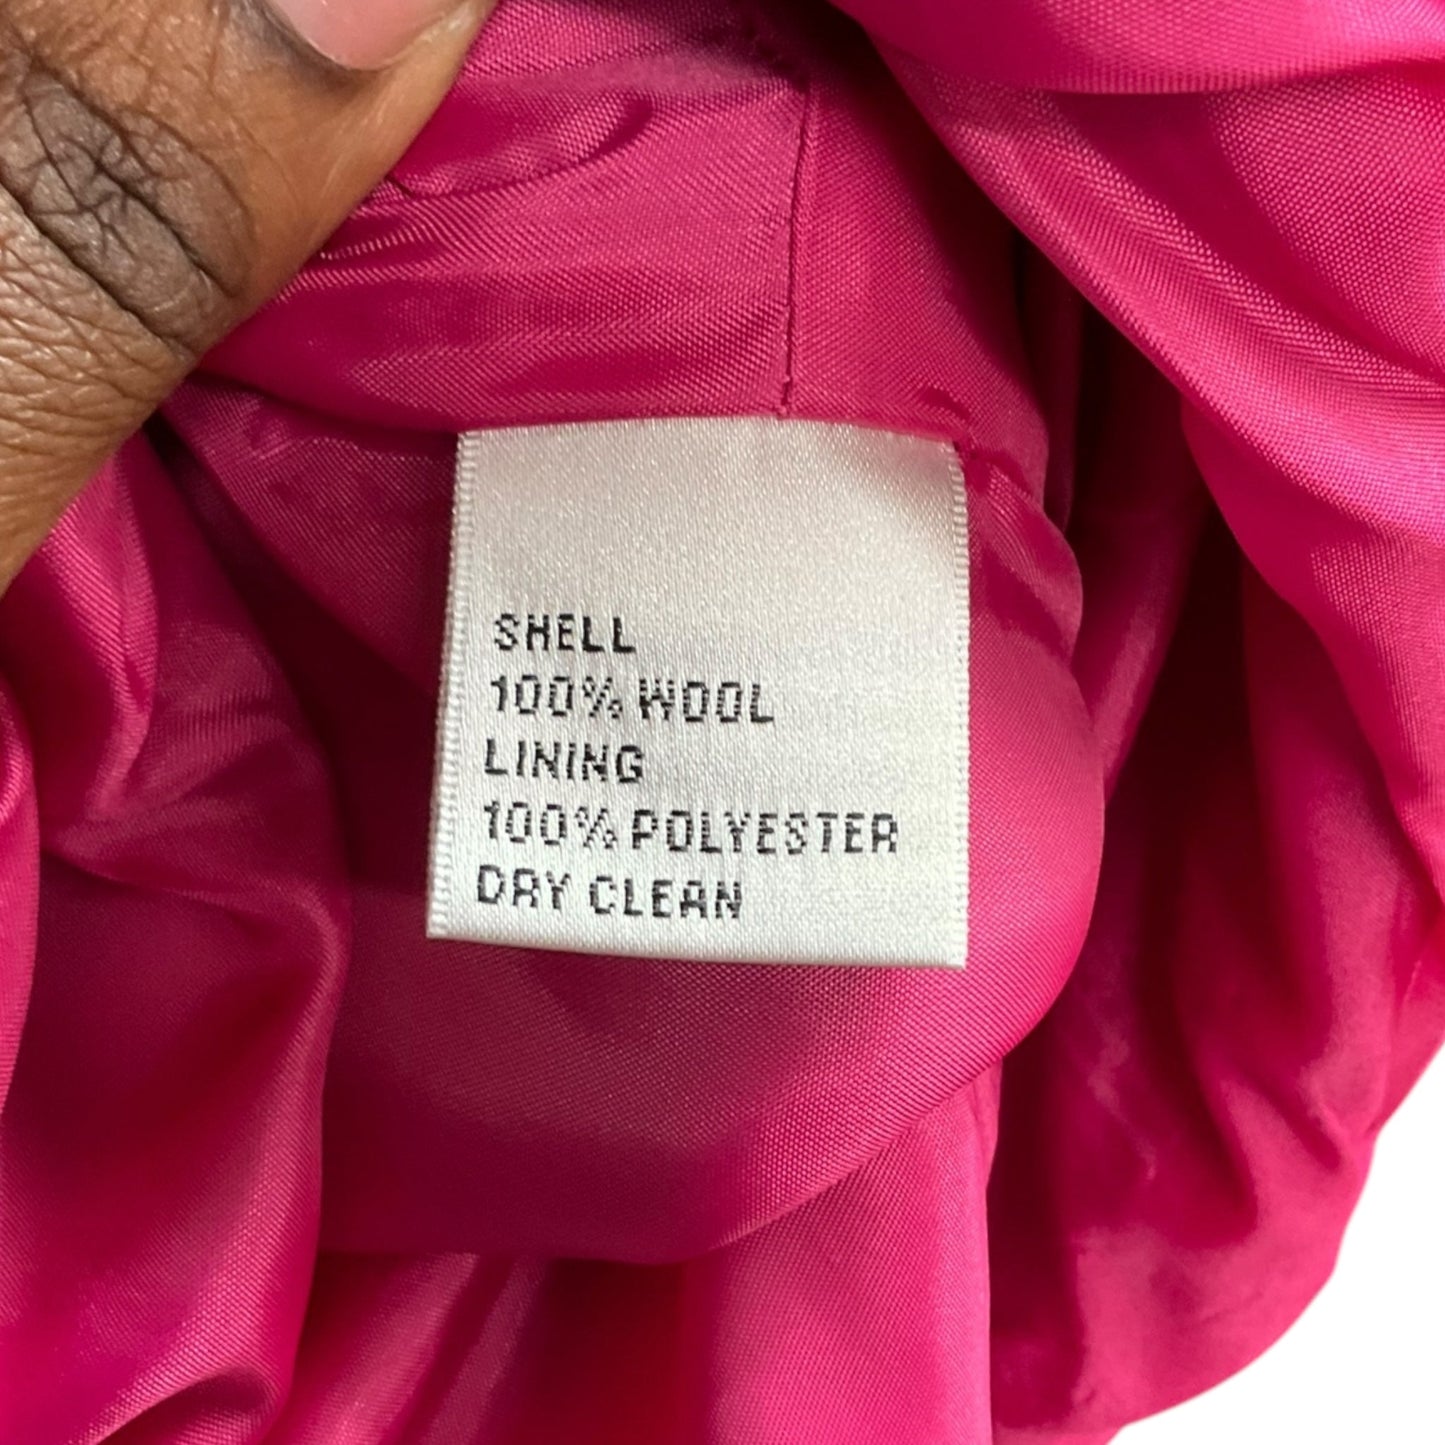 SHELL
100% WOOL
LINING
100% POLYESTER
DRY CLEAN